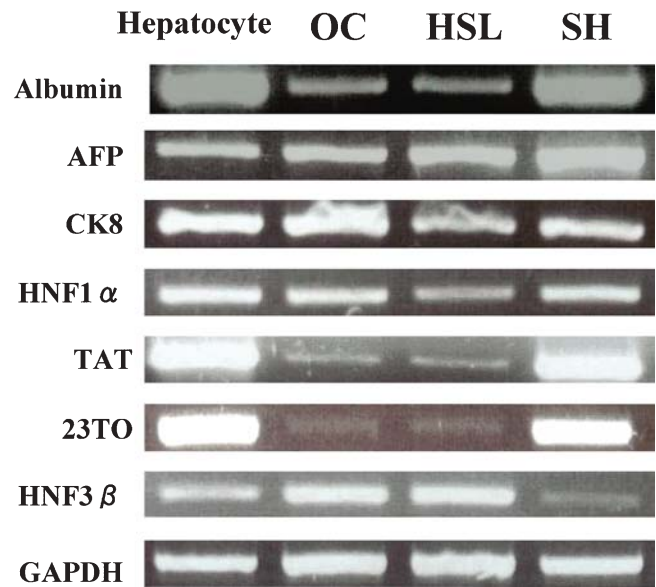 Hepatocyte OC HSL SH
Albumin
AFP
CK8
HNF1 α
TAT
23TO
HNF3 β
GAPDH